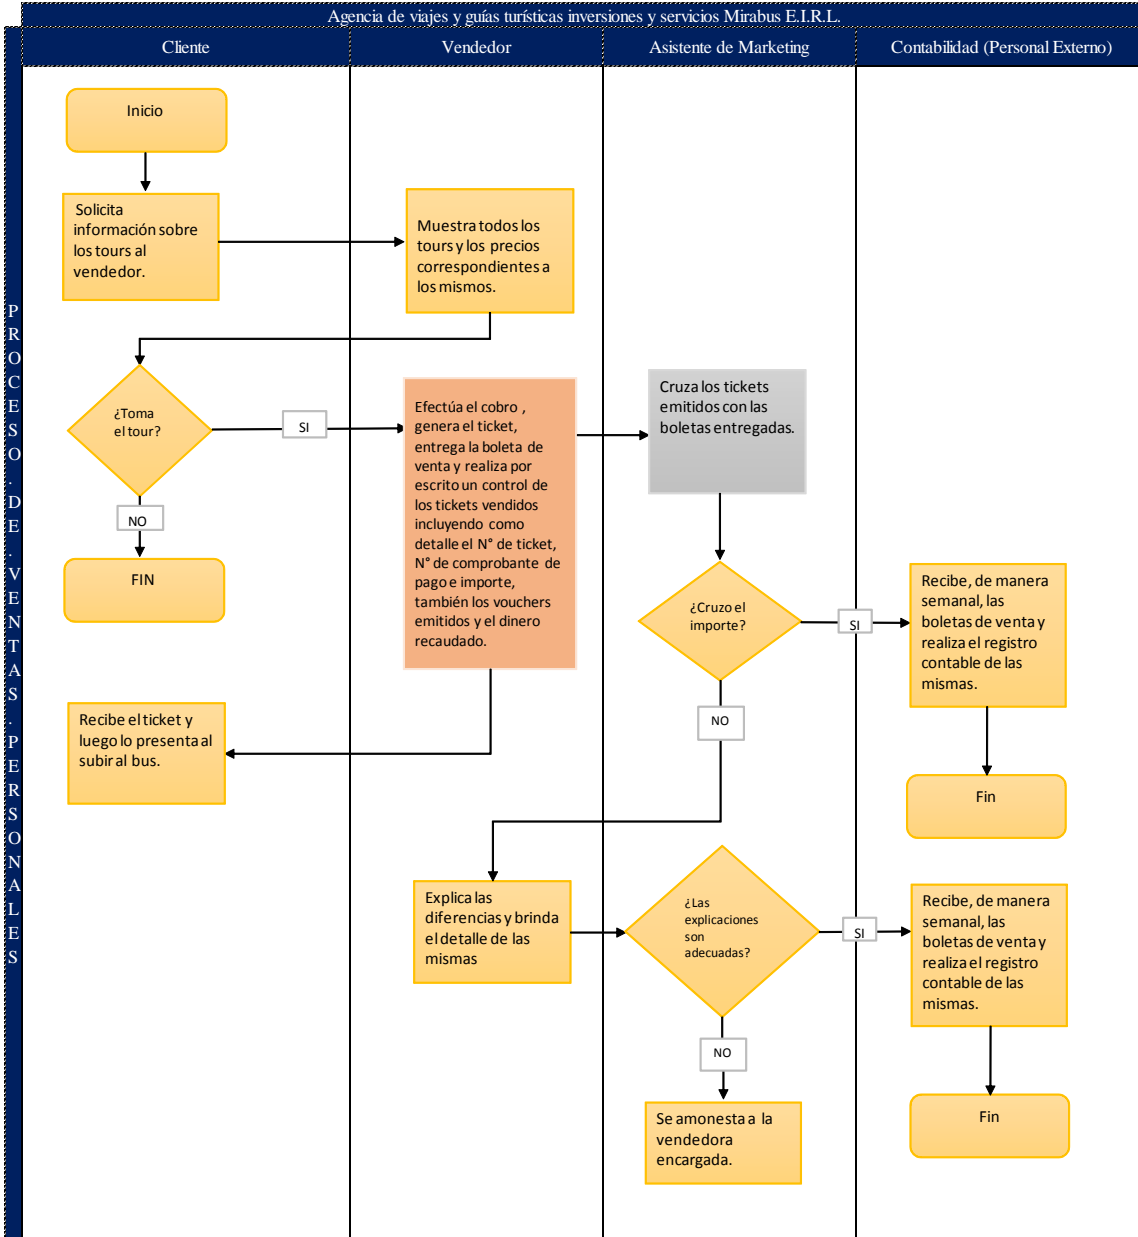 Agencia de viajes y guías turísticas inversiones y servicios Mirabus E.I.R.L.
Cliente
Vendedor
Asistente de Marketing
Contabilidad (Personal Externo)
PROCESO.DE.VENTAS.PERSONALES
Inicio
Solicita
información sobre
los tours al
vendedor.
Muestra todos los
tours y los precios
correspondientes a
los mismos.
¿Toma
el tour?
SI
NO
FIN
Efectúa el cobro ,
genera el ticket,
entrega la boleta de
venta y realiza por
escrito un control de
los tickets vendidos
incluyendo como
detalle el N° de ticket,
N° de comprobante de
pago e importe,
también los vouchers
emitidos y el dinero
recaudado.
Cruza los tickets
emitidos con las
boletas entregadas.
¿Cruzo el
importe?
SI
NO
Recibe, de manera
semanal, las
boletas de venta y
realiza el registro
contable de las
mismas.
Fin
Recibe el ticket y
luego lo presenta al
subir al bus.
Explica las
diferencias y brinda
el detalle de las
mismas
¿Las
explicaciones
son
adecuadas?
SI
NO
Recibe, de manera
semanal, las
boletas de venta y
realiza el registro
contable de las
mismas.
Fin
Se amonesta a la
vendedora
encargada.